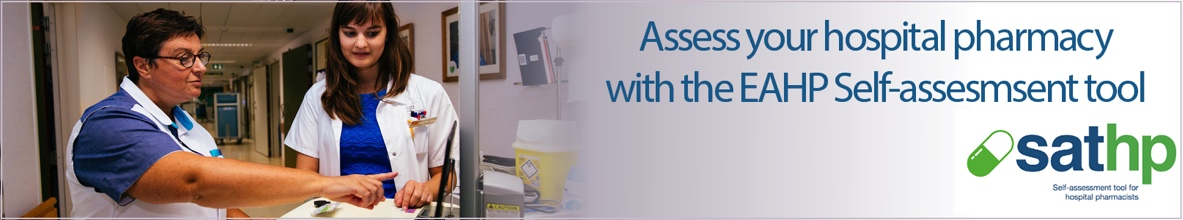 Assess your hospital pharmacy
with the EAHP Self-assesmsent tool
sathp
Self-assessment tool for
hospital pharmacists